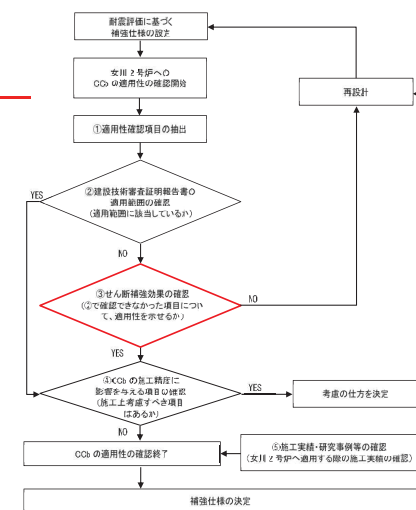 耐震評価に基づく
補強仕様の設定
女川2号炉への
CCbの適用性の確認開始
再設計
①適用性確認項目の抽出
②建設技術審査証明報告書の
適用範囲の確認
(適用範囲に該当しているか)
YES
NO
③せん断補強効果の確認
(②で確認できなかった項目につい
て、適用性を示せるか)
NO
YES
④CCbの施工精度に
影響を与える項目の確認
(施工上考慮すべき項目
はあるか)
YES
考慮の仕方を決定
NO
CCbの適用性の確認終了
⑤施工実績・研究事例等の確認
(女川2号炉へ適用する際の施工実績の確認)
補強仕様の決定